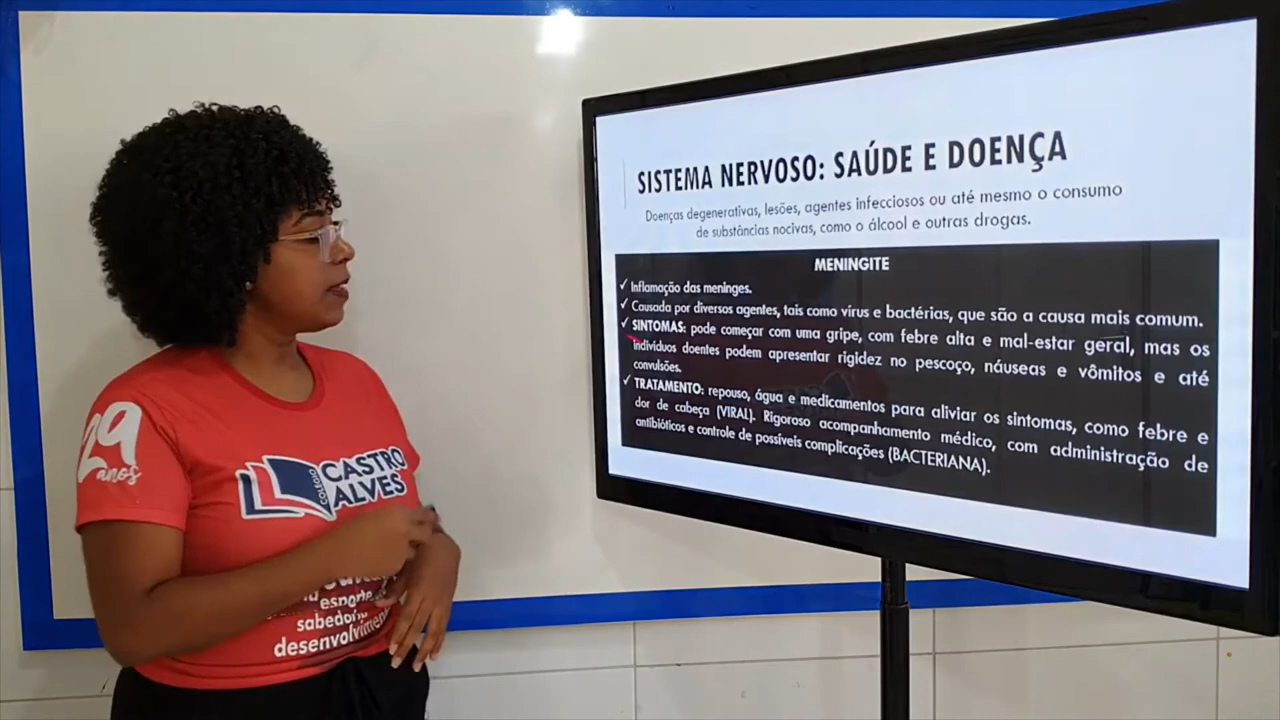 29
anos
COLÉGIO
CASTRO
ALVES
esporte
sabedoria
desenvolvimen
SISTEMA NERVOSO: SAÚDE E DOENÇA
Doenças degenerativas, lesões, agentes infecciosos ou até mesmo o consumo
de substâncias nocivas, como o álcool e outras drogas.
MENINGITE
✓ Inflamação das meninges.
✓ Causada por diversos agentes, tais como vírus e bactérias, que são a causa mais comum.
✓ SINTOMAS: pode começar com uma gripe, com febre alta e mal-estar geral, mas os
indivíduos doentes podem apresentar rigidez no pescoço, náuseas e vômitos e até
convulsões.
✓ TRATAMENTO: repouso, água e medicamentos para aliviar os sintomas, como febre e
dor de cabeça (VIRAL). Rigoroso acompanhamento médico, com administração de
antibióticos e controle de possíveis complicações (BACTERIANA).